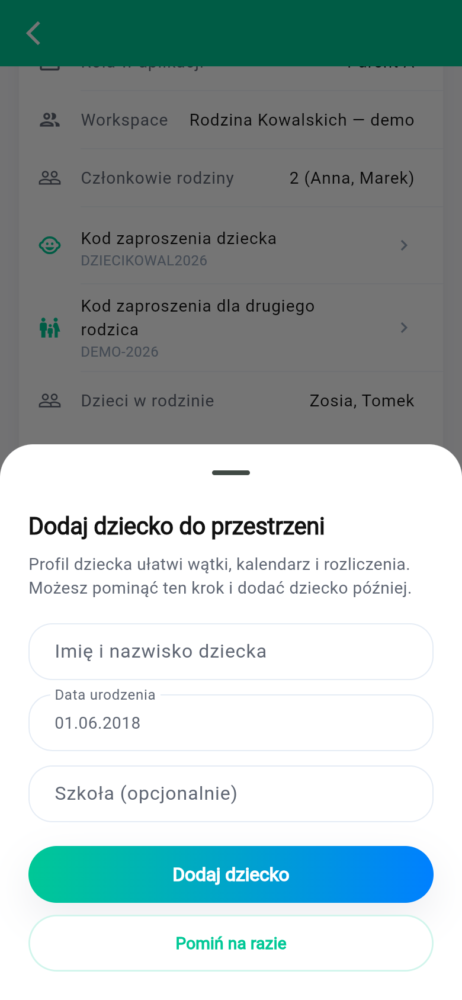 Workspace Rodzina Kowalskich — demo
Członkowie rodziny 2 (Anna, Marek)
Kod zaproszenia dziecka
DZIECIKOWAL2026
Kod zaproszenia dla drugiego
rodzica
DEMO-2026
Dzieci w rodzinie Zosia, Tomek
Dodaj dziecko do przestrzeni
Profil dziecka ułatwi wątki, kalendarz i rozliczenia.
Możesz pominąć ten krok i dodać dziecko później.
Imię i nazwisko dziecka
Data urodzenia
01.06.2018
Szkoła (opcjonalnie)
Dodaj dziecko
Pomiń na razie